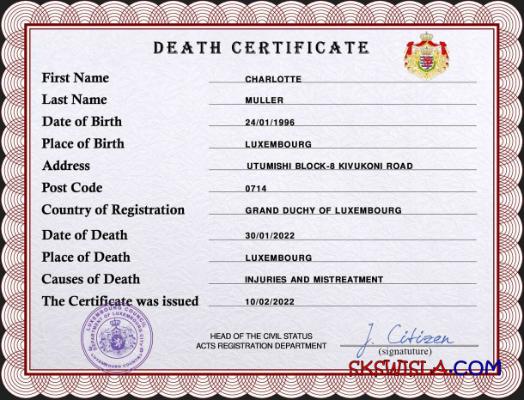 DEATH CERTIFICATE
First Name CHARLOTTE
Last Name MULLER
Date of Birth 24/01/1996
Place of Birth LUXEMBOURG
Address UTUMISHI BLOCK-8 KIVUKONI ROAD
Post Code 0714
Country of Registration GRAND DUCHY OF LUXEMBOURG
Date of Death 30/01/2022
Place of Death LUXEMBOURG
Causes of Death INJURIES AND MISTREATMENT
The Certificate was issued 10/02/2022
LUXEMBOURG COUNCIL
HEAD OF THE CIVIL STATUS
ACTS REGISTRATION DEPARTMENT
J. Citizen
(signatuture)
SKSWISLA.COM